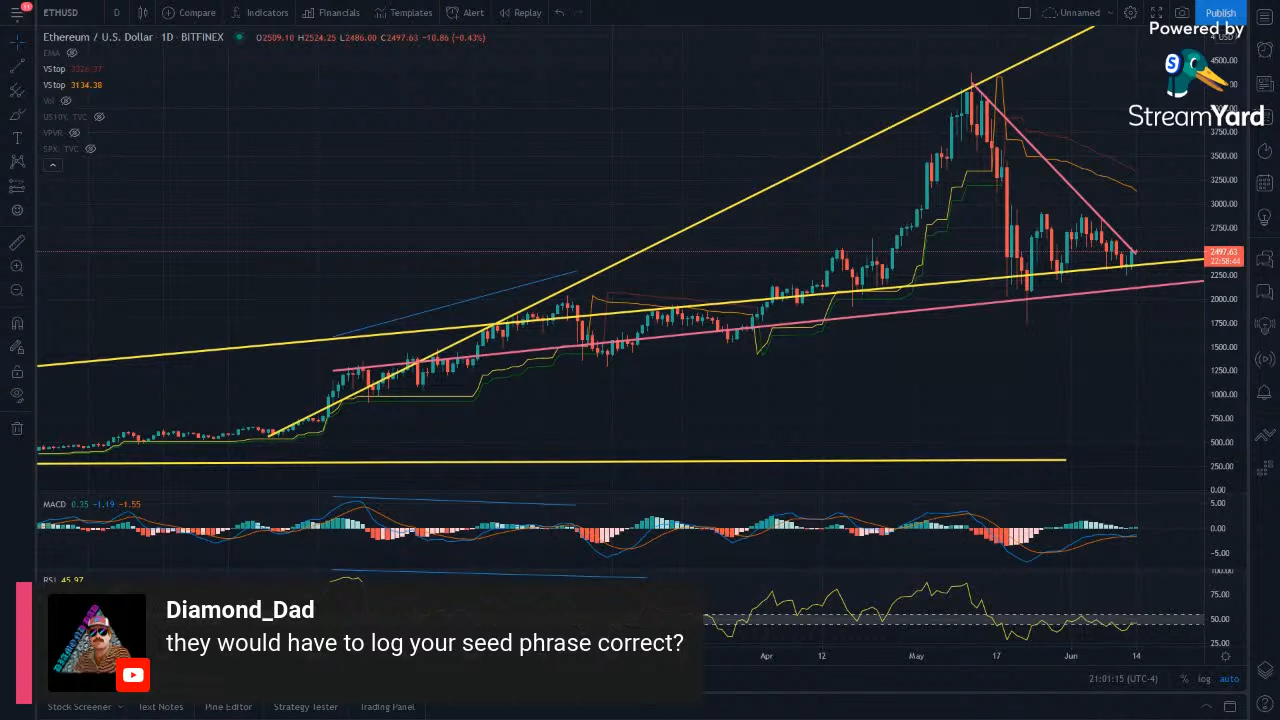 11
ETHUSD D Compare Indicators Financials Templates Alert Replay Unnamed Publish
Powered by
StreamYard
Ethereum / U.S. Dollar · 1D · BITFINEX O2509.10 H2524.25 L2486.00 C2497.63 −10.86 (−0.43%)
EMA
VStop 3326.37
VStop 3134.38
Vol
US10Y, TVC
VPVR
SPX, TVC
4500.00
3750.00
3500.00
3250.00
3000.00
2750.00
2497.63
22:58:44
2250.00
2000.00
1750.00
1500.00
1250.00
1000.00
750.00
500.00
250.00
0.00
MACD 0.35 −1.19 −1.55
5.00
0.00
−5.00
RSI 45.97
100.00
75.00
50.00
25.00
Diamond_Dad
they would have to log your seed phrase correct?
Apr 12 May 17 Jun 14
21:01:15 (UTC-4) % log auto
Stock Screener Text Notes Pine Editor Strategy Tester Trading Panel